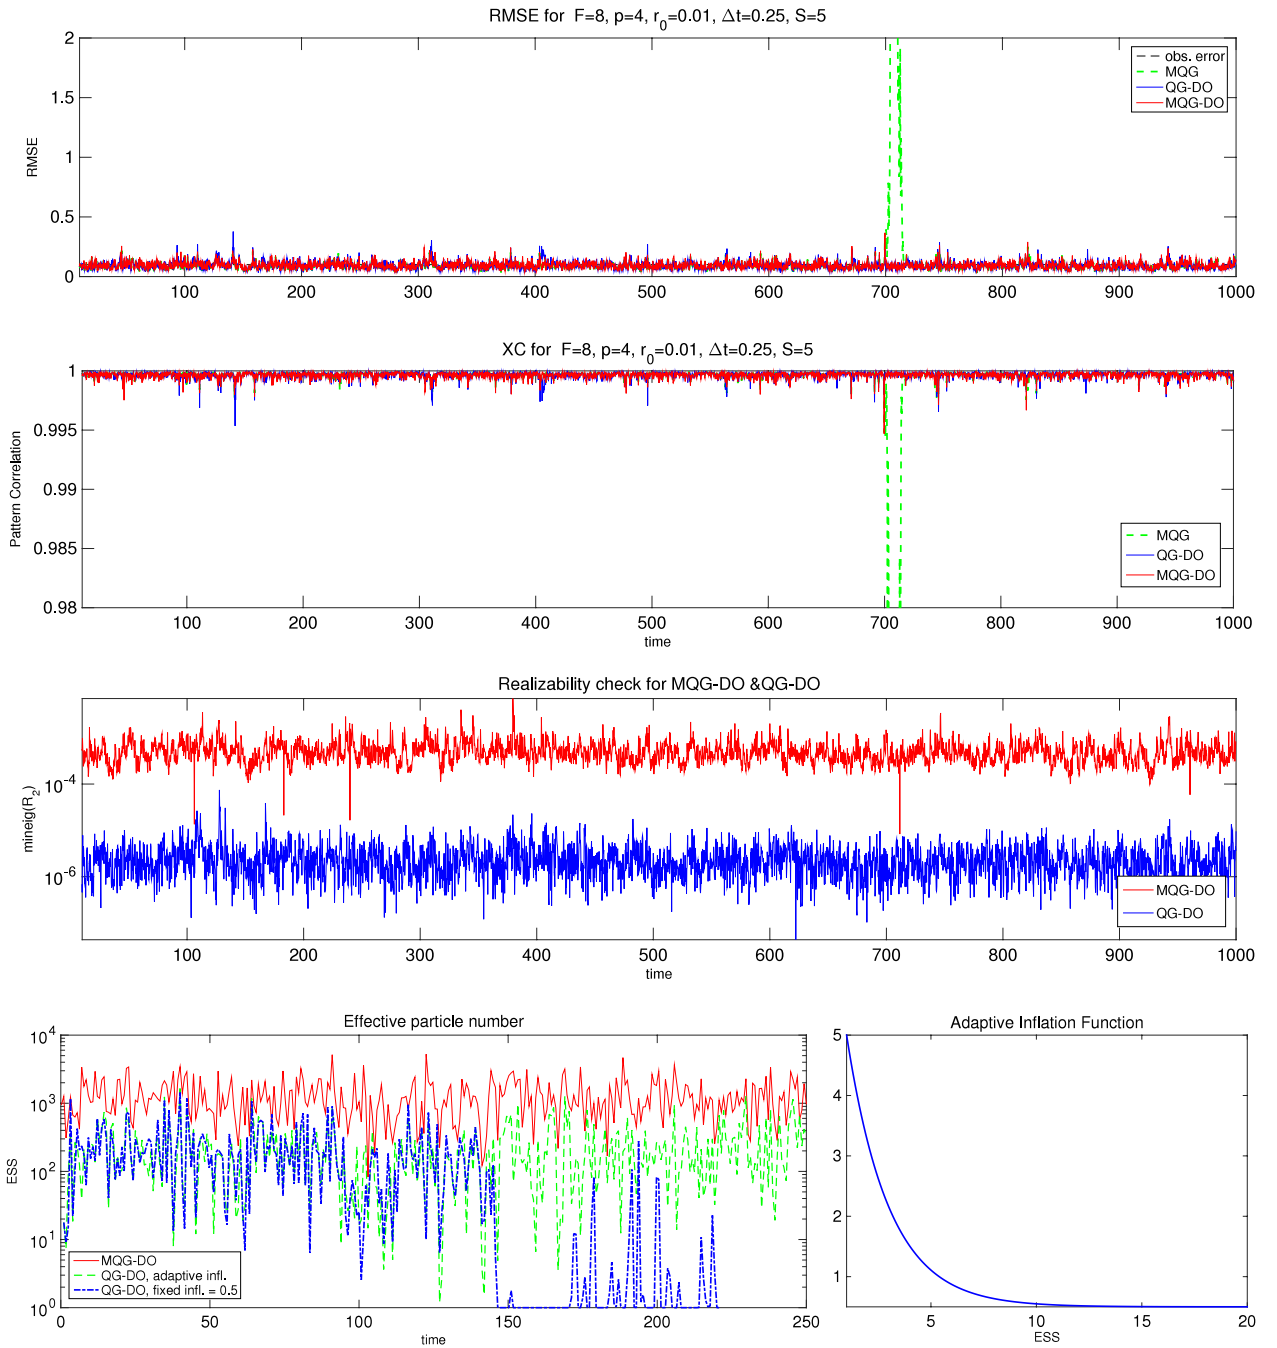 RMSE for F=8, p=4, r_0=0.01, Δt=0.25, S=5
RMSE
2
1.5
1
0.5
0
obs. error
MQG
QG-DO
MQG-DO
100 200 300 400 500 600 700 800 900 1000
XC for F=8, p=4, r_0=0.01, Δt=0.25, S=5
Pattern Correlation
1
0.995
0.99
0.985
0.98
MQG
QG-DO
MQG-DO
100 200 300 400 500 600 700 800 900 1000
time
Realizability check for MQG-DO &QG-DO
mineig(R_2)
10^-4
10^-6
MQG-DO
QG-DO
100 200 300 400 500 600 700 800 900 1000
time
Effective particle number
ESS
10^4
10^3
10^2
10^1
10^0
MQG-DO
QG-DO, adaptive infl.
QG-DO, fixed infl. = 0.5
0 50 100 150 200 250
time
Adaptive Inflation Function
5
4
3
2
1
5 10 15 20
ESS